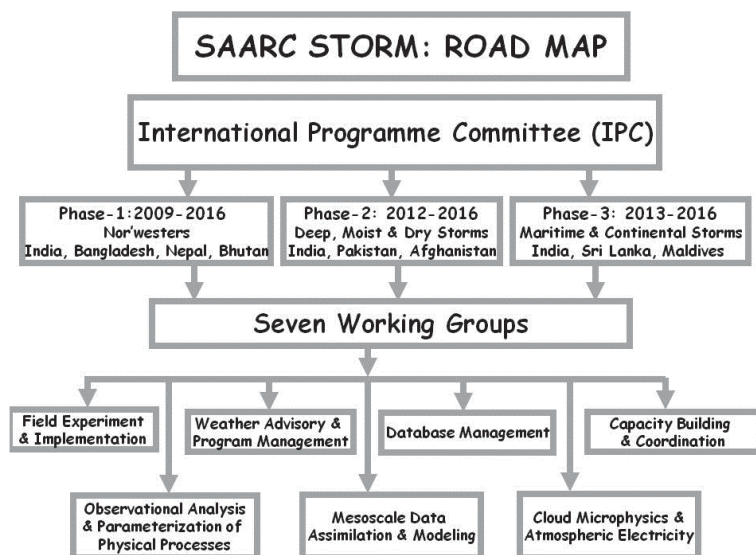 SAARC STORM: ROAD MAP
International Programme Committee (IPC)
Phase-1:2009-2016
Nor'westers
India, Bangladesh, Nepal, Bhutan
Phase-2: 2012-2016
Deep, Moist & Dry Storms
India, Pakistan, Afghanistan
Phase-3: 2013-2016
Maritime & Continental Storms
India, Sri Lanka, Maldives
Seven Working Groups
Field Experiment
& Implementation
Weather Advisory &
Program Management
Database Management
Capacity Building
& Coordination
Observational Analysis
& Parameterization of
Physical Processes
Mesoscale Data
Assimilation & Modeling
Cloud Microphysics &
Atmospheric Electricity